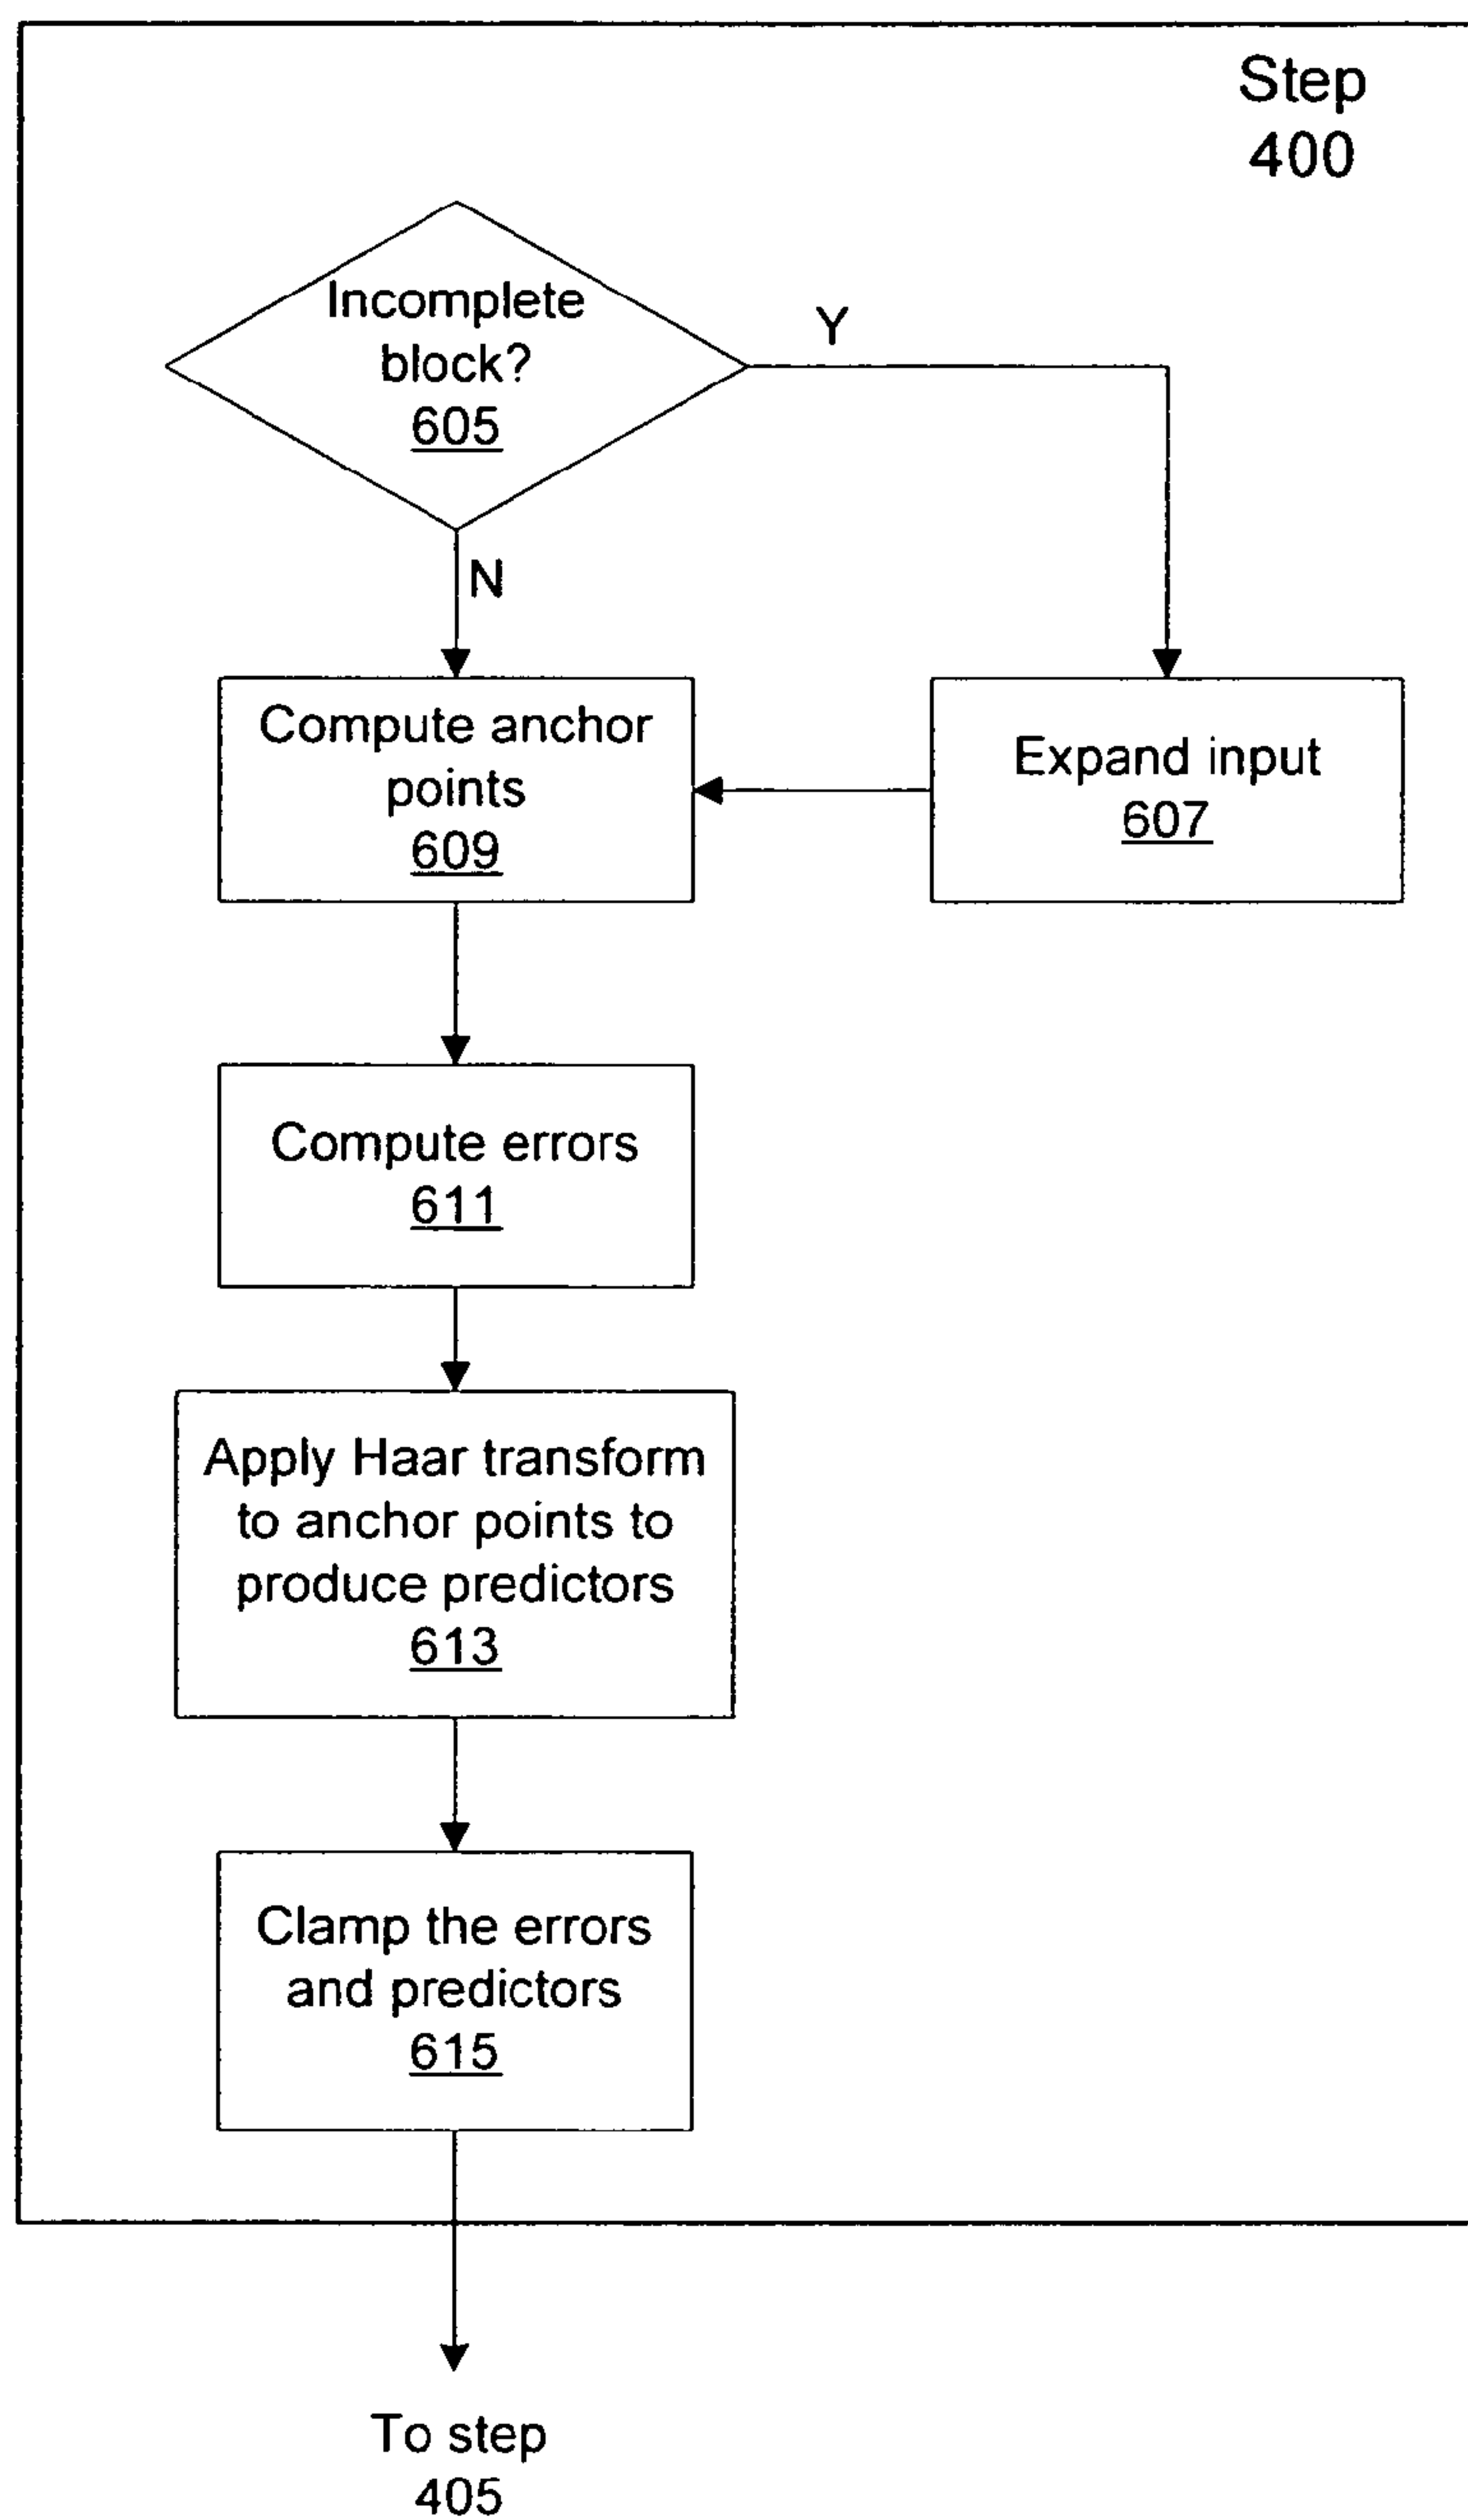 Step
400
Incomplete
block?
605
Y
N
Compute anchor
points
609
Expand input
607
Compute errors
611
Apply Haar transform
to anchor points to
produce predictors
613
Clamp the errors
and predictors
615
To step
405